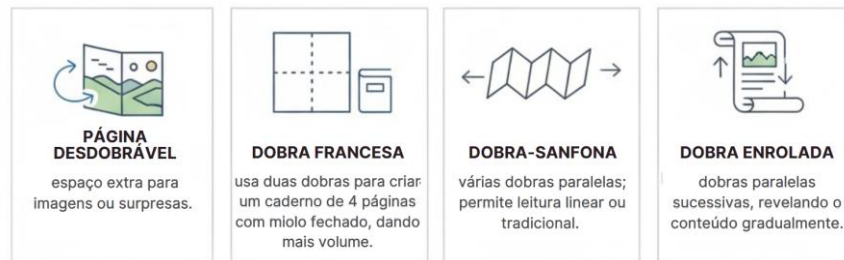 PÁGINA
DESDOBRÁVEL
espaço extra para
imagens ou surpresas.
DOBRA FRANCESA
usa duas dobras para criar
um caderno de 4 páginas
com miolo fechado, dando
mais volume.
DOBRA-SANFONA
várias dobras paralelas;
permite leitura linear ou
tradicional.
DOBRA ENROLADA
dobras paralelas
sucessivas, revelando o
conteúdo gradualmente.